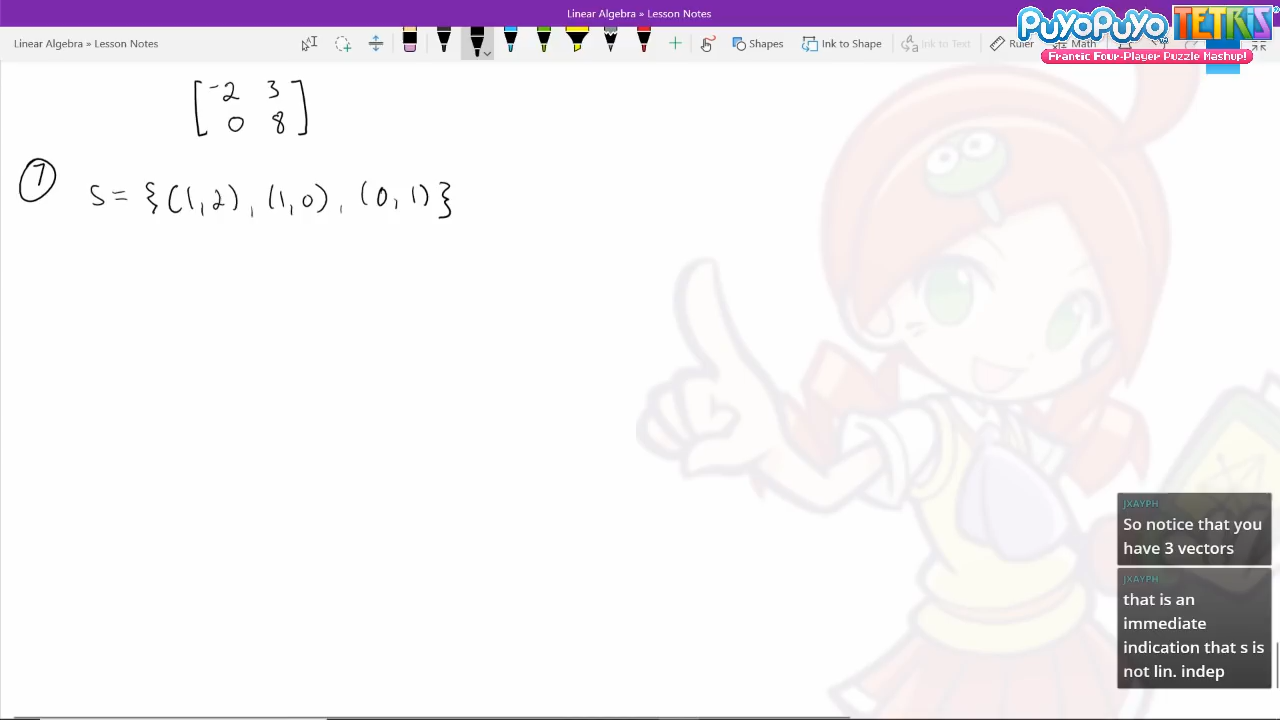 Linear Algebra » Lesson Notes
Linear Algebra » Lesson Notes
Shapes
Ink to Shape
Ink to Text
Ruler
Math
PUYOPUYO TETRIS
Frantic Four-Player Puzzle Mashup!
-2 3
0 8
7
S = {(1,2), (1,0), (0,1)}
JXAYPH
So notice that you
have 3 vectors
JXAYPH
that is an
immediate
indication that s is
not lin. indep